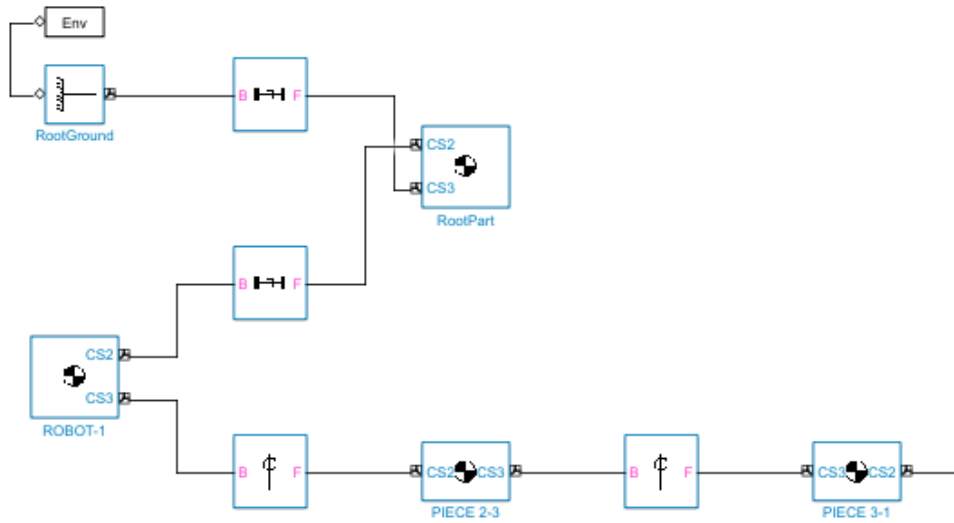 Env
B F
RootGround
CS2
CS3
RootPart
B F
CS2
CS3
ROBOT-1
B F
CS2 CS3
PIECE 2-3
B F
CS3 CS2
PIECE 3-1